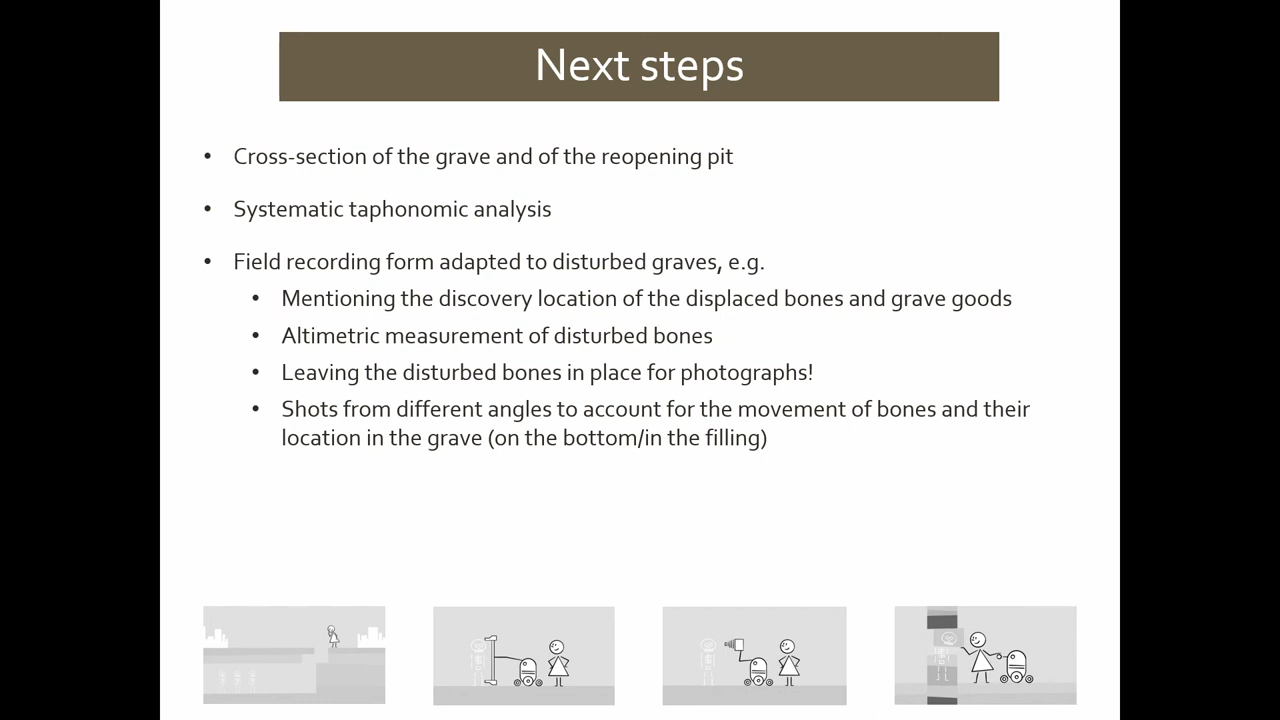 Next steps
• Cross-section of the grave and of the reopening pit
• Systematic taphonomic analysis
• Field recording form adapted to disturbed graves, e.g.
• Mentioning the discovery location of the displaced bones and grave goods
• Altimetric measurement of disturbed bones
• Leaving the disturbed bones in place for photographs!
• Shots from different angles to account for the movement of bones and their
location in the grave (on the bottom/in the filling)